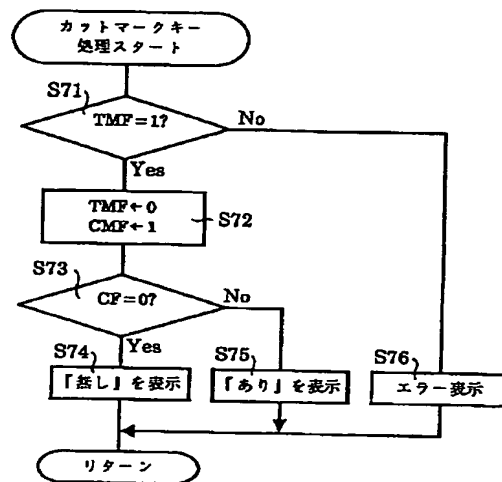 カットマークキー
処理スタート
S71
TMF=1?
No
Yes
TMF←0
CMF←1
S72
S73
CF=0?
No
Yes
S74
『無し』を表示
S75
『あり』を表示
S76
エラー表示
リターン